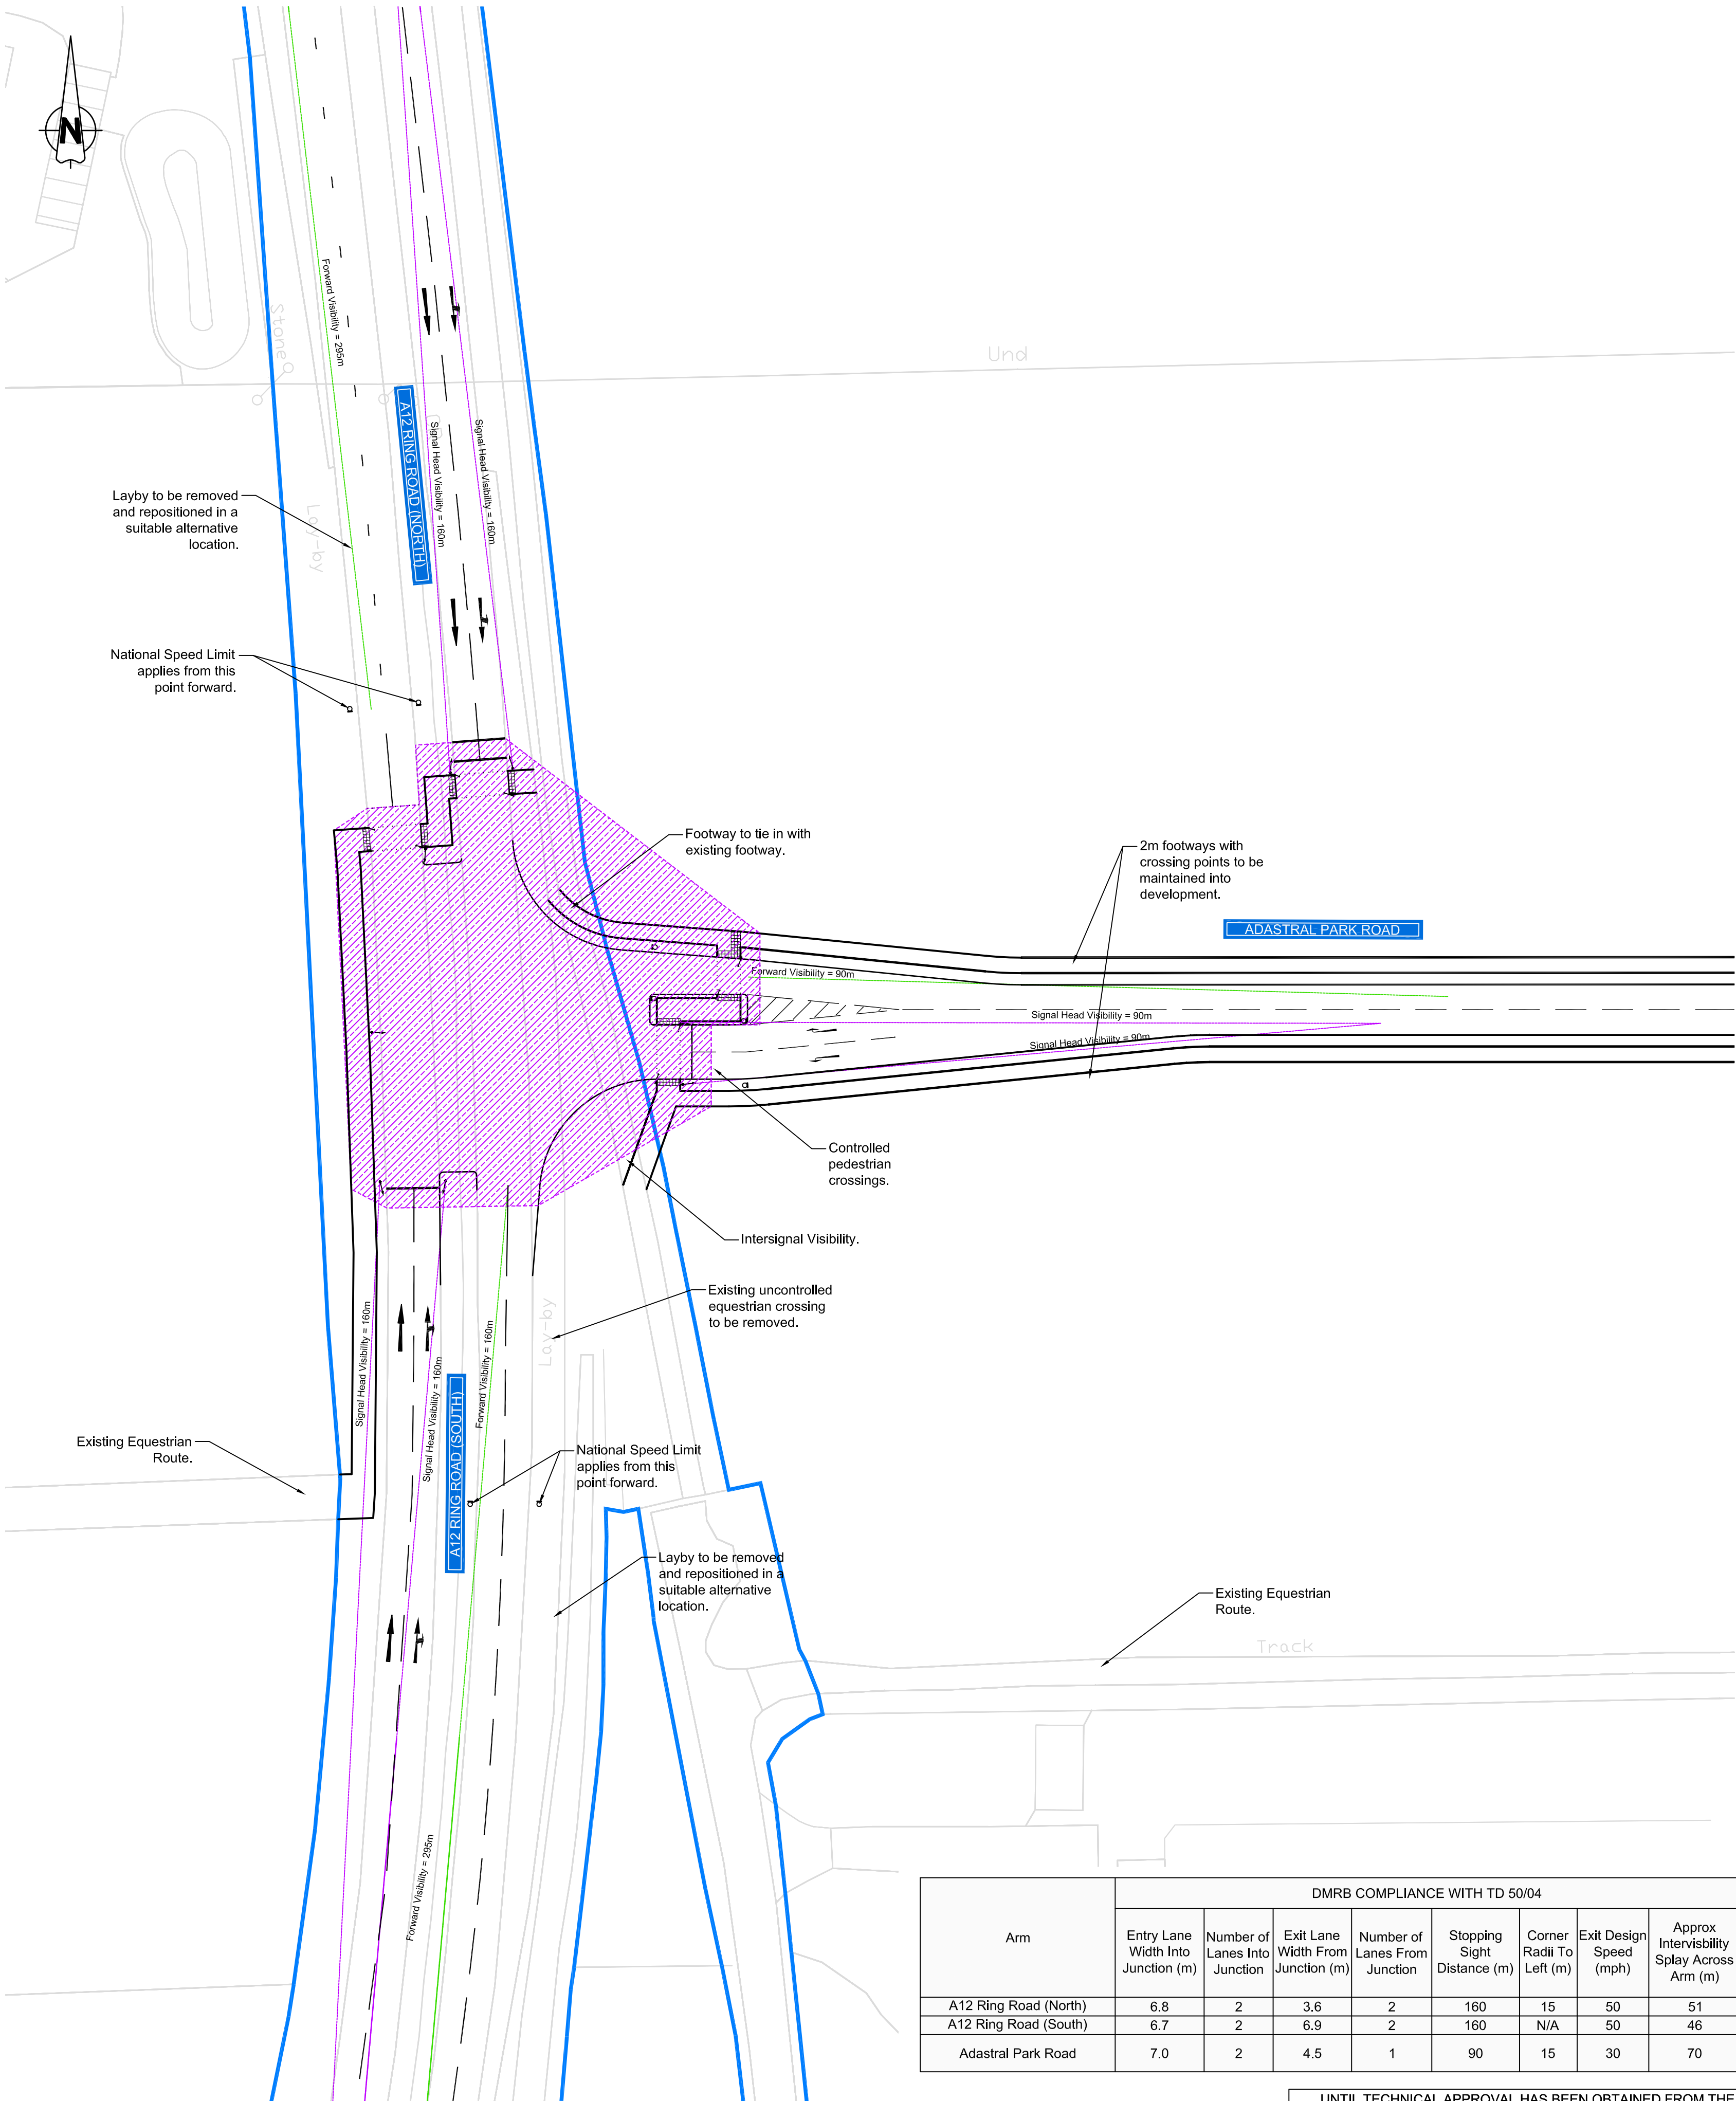 N
Und
Stone
Forward Visibility = 295m
A12 RING ROAD (NORTH)
Signal Head Visibility = 160m
Signal Head Visibility = 160m
Layby to be removed
and repositioned in a
suitable alternative
location.
Lay-by
National Speed Limit
applies from this
point forward.
Footway to tie in with
existing footway.
2m footways with
crossing points to be
maintained into
development.
ADASTRAL PARK ROAD
Forward Visibility = 90m
Signal Head Visibility = 90m
Signal Head Visibility = 90m
Controlled
pedestrian
crossings.
Intersignal Visibility.
Existing uncontrolled
equestrian crossing
to be removed.
Lay-by
Signal Head Visibility = 160m
Signal Head Visibility = 160m
Forward Visibility = 160m
A12 RING ROAD (SOUTH)
Existing Equestrian
Route.
National Speed Limit
applies from this
point forward.
Layby to be removed
and repositioned in a
suitable alternative
location.
Existing Equestrian
Route.
Track
Forward Visibility = 295m
DMRB COMPLIANCE WITH TD 50/04
Arm
Entry Lane Width Into Junction (m)
Number of Lanes Into Junction
Exit Lane Width From Junction (m)
Number of Lanes From Junction
Stopping Sight Distance (m)
Corner Radii To Left (m)
Exit Design Speed (mph)
Approx Intervisbility Splay Across Arm (m)
A12 Ring Road (North) 6.8 2 3.6 2 160 15 50 51
A12 Ring Road (South) 6.7 2 6.9 2 160 N/A 50 46
Adastral Park Road 7.0 2 4.5 1 90 15 30 70
UNTIL TECHNICAL APPROVAL HAS BEEN OBTAINED FROM THE